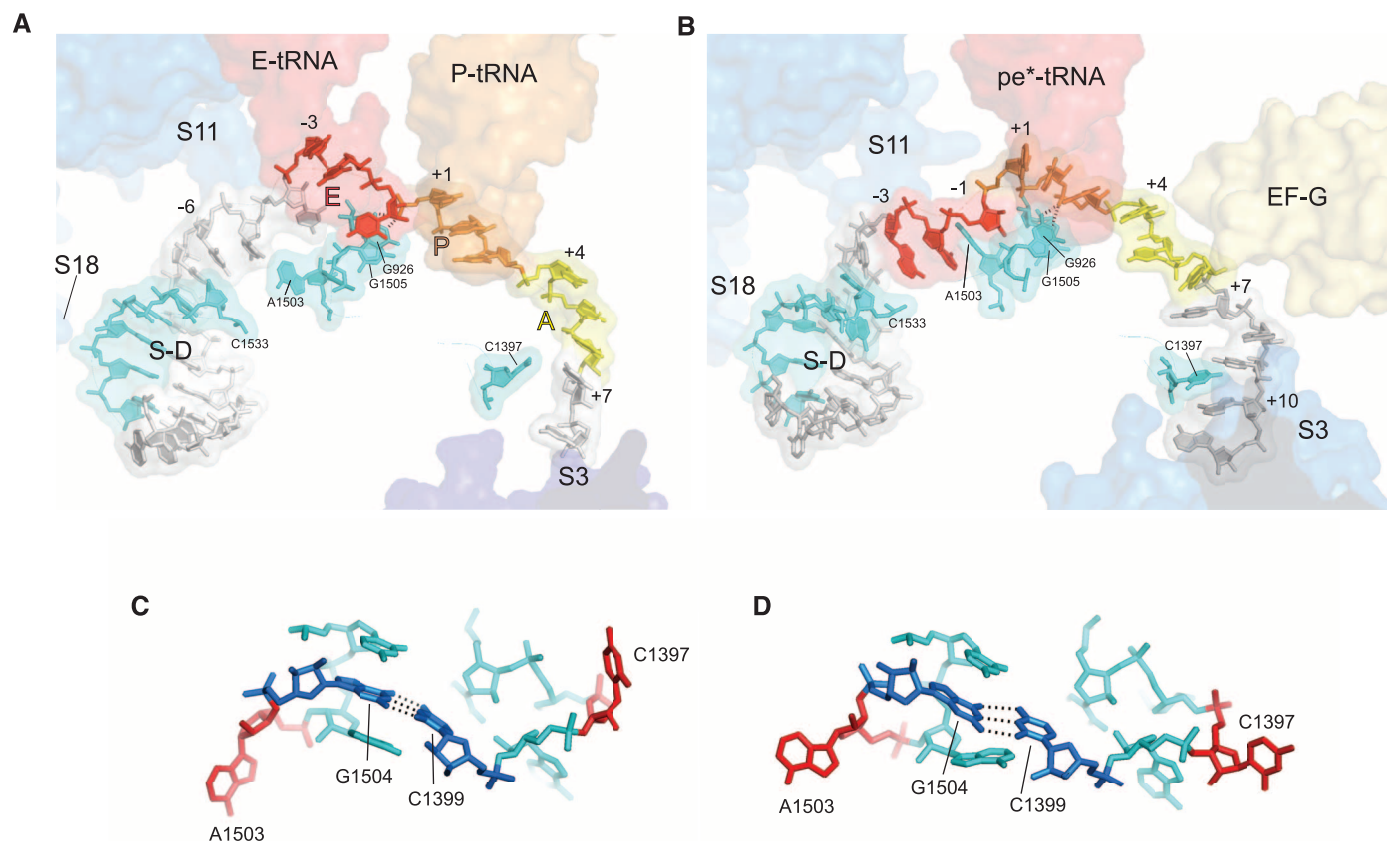 A
E-tRNA
P-tRNA
S11
-3
+1
-6
E
P
+4
S18
G926
G1505
A1503
A
C1533
S-D
C1397
+7
S3
B
pe*-tRNA
+1
S11
-1
-3
+4
EF-G
G926
G1505
A1503
S18
+7
C1533
S-D
C1397
+10
S3
C
C1397
G1504
C1399
A1503
D
C1397
G1504
C1399
A1503